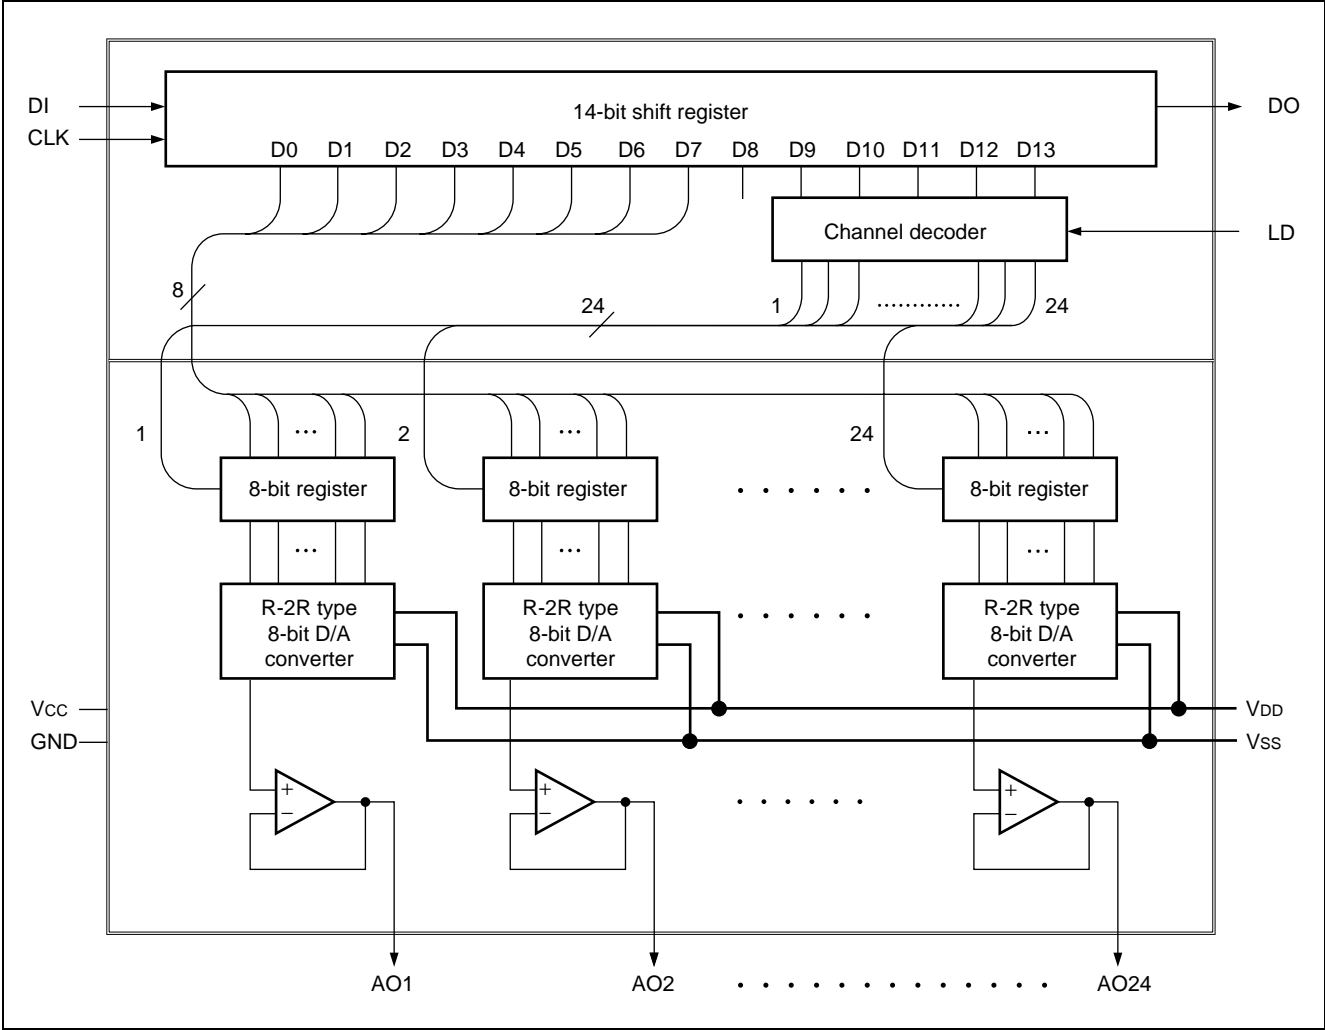 DI
CLK
14-bit shift register
DO
D0 D1 D2 D3 D4 D5 D6 D7 D8 D9 D10 D11 D12 D13
Channel decoder
LD
8
24
1 ............ 24
1
2
24
...
...
...
8-bit register
8-bit register
. . . . . .
8-bit register
...
...
...
R-2R type
8-bit D/A
converter
R-2R type
8-bit D/A
converter
. . . . . .
R-2R type
8-bit D/A
converter
VCC
GND
VDD
VSS
+
−
+
−
. . . . . .
+
−
AO1
AO2
. . . . . . . . . . . . .
AO24